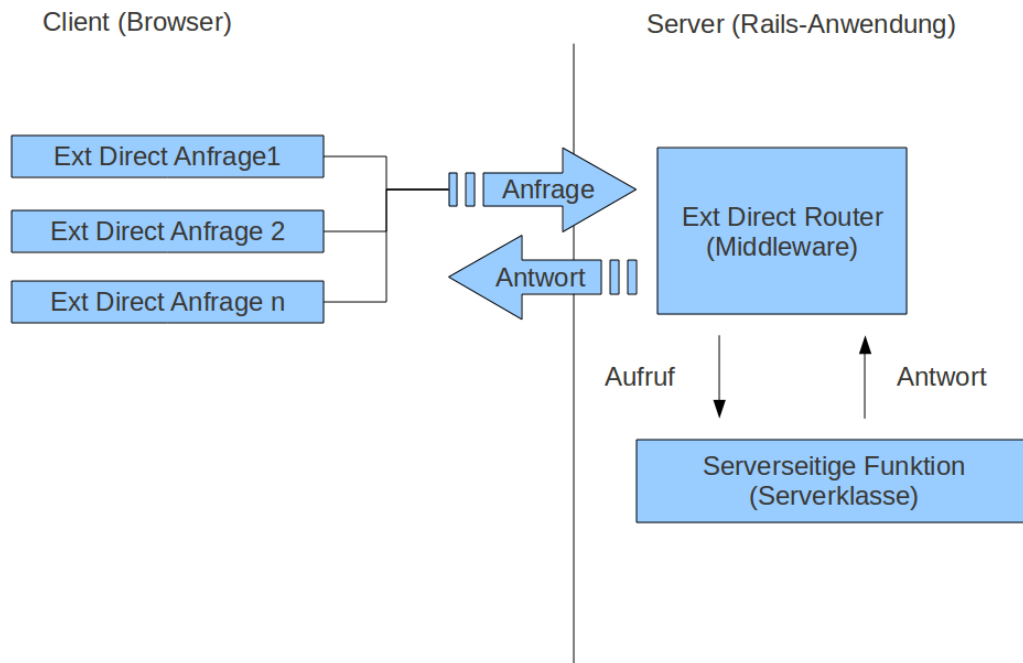 Client (Browser)
Server (Rails-Anwendung)
Ext Direct Anfrage1
Ext Direct Anfrage 2
Ext Direct Anfrage n
Anfrage
Antwort
Ext Direct Router
(Middleware)
Aufruf
Antwort
Serverseitige Funktion
(Serverklasse)